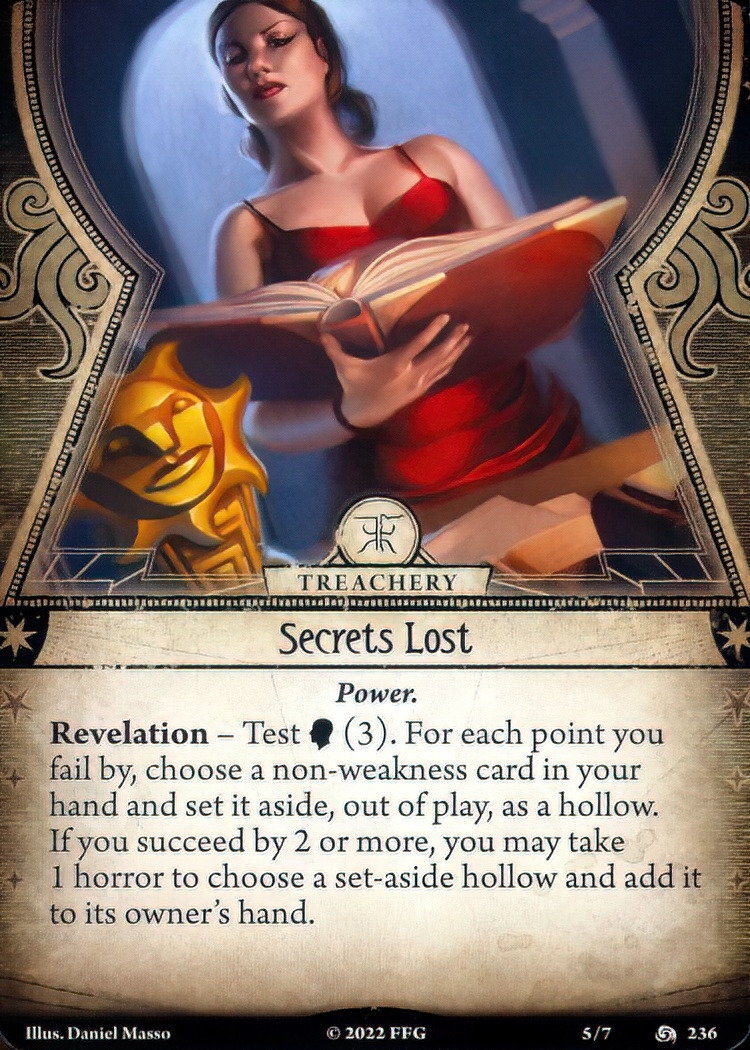 TREACHERY
Secrets Lost
Power.
Revelation – Test (3). For each point you
fail by, choose a non-weakness card in your
hand and set it aside, out of play, as a hollow.
If you succeed by 2 or more, you may take
1 horror to choose a set-aside hollow and add it
to its owner's hand.
Illus. Daniel Masso © 2022 FFG 5/7 236